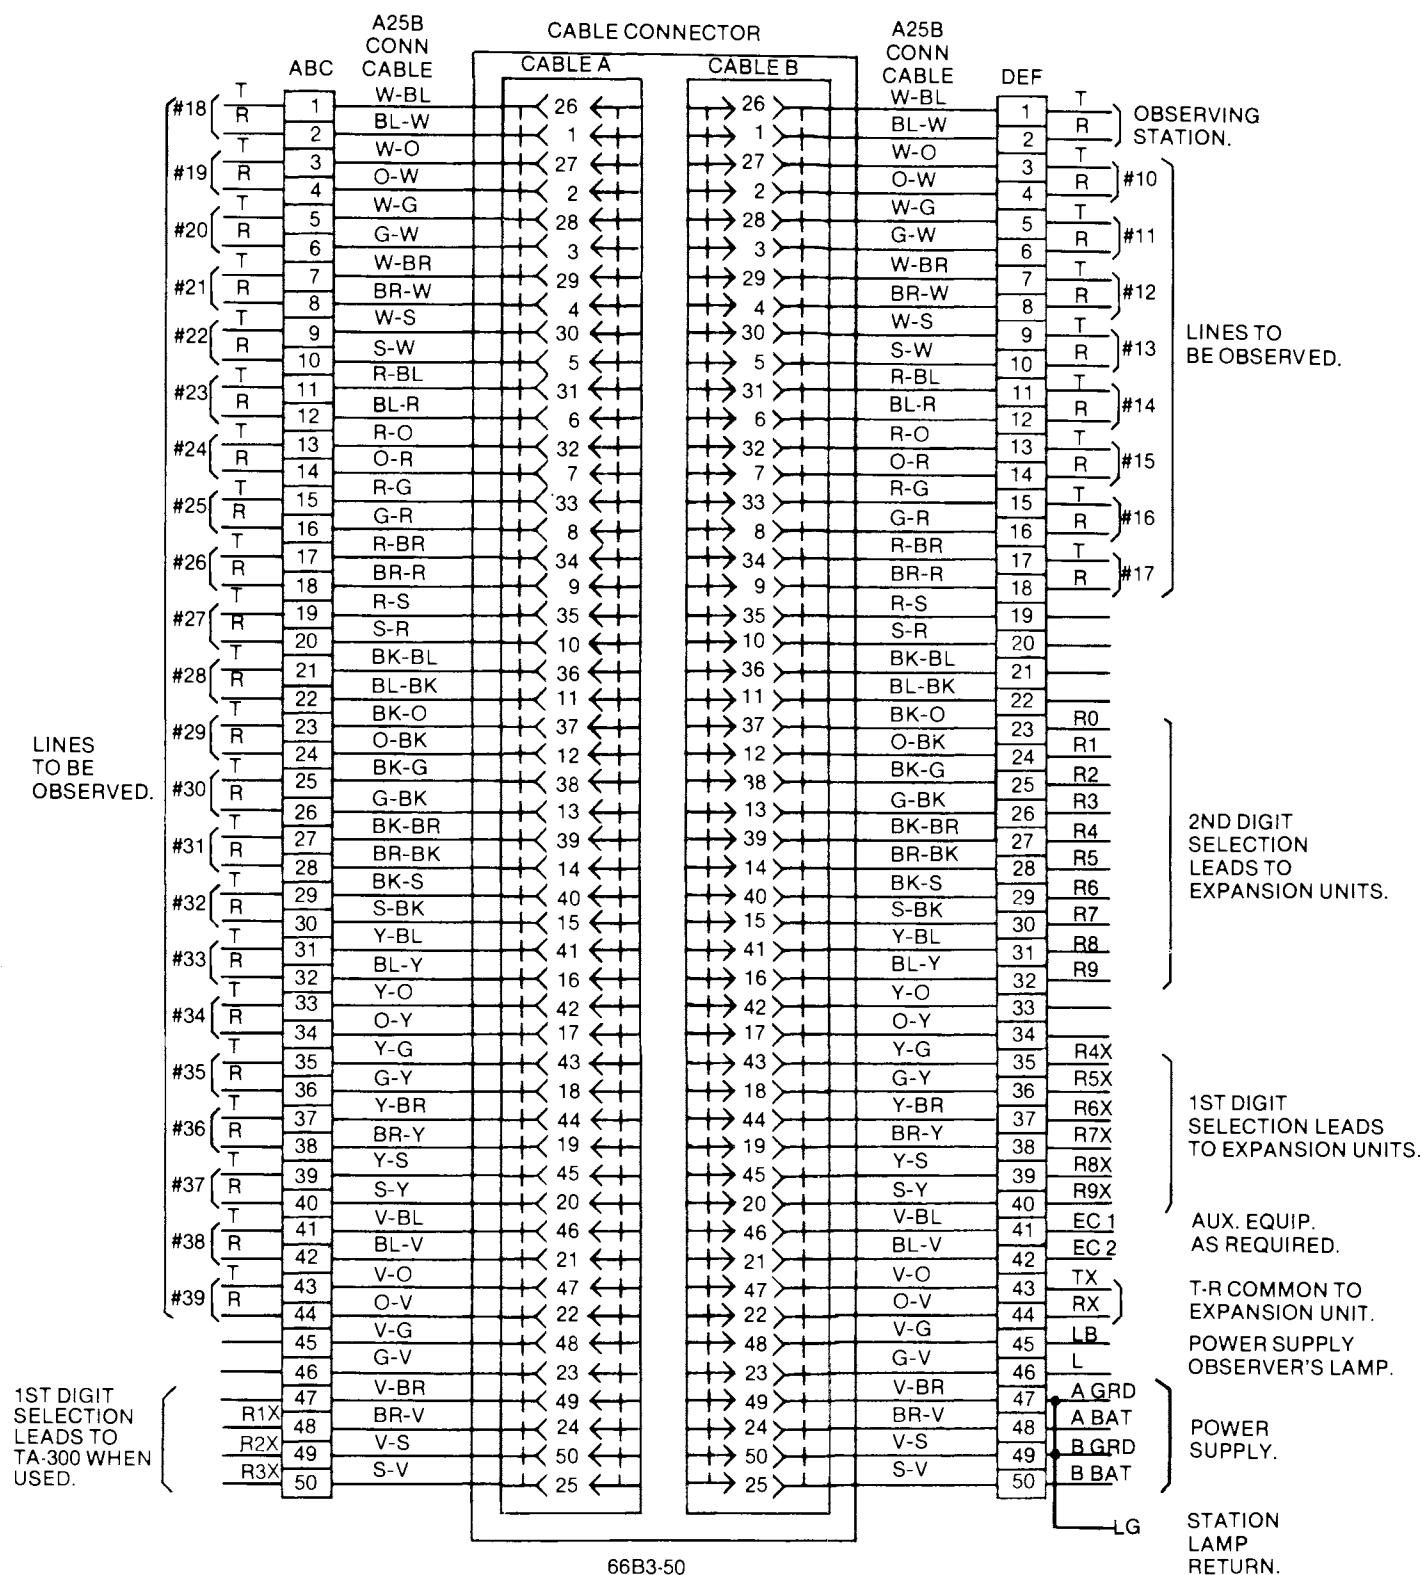 A25B CONN CABLE
CABLE CONNECTOR
A25B CONN CABLE
ABC
CABLE A
CABLE B
DEF
#18 T 1 W-BL 26 26 W-BL 1 T OBSERVING STATION.
R 2 BL-W 1 1 BL-W 2 R
#19 T 3 W-O 27 27 W-O 3 T #10
R 4 O-W 2 2 O-W 4 R
#20 T 5 W-G 28 28 W-G 5 T #11
R 6 G-W 3 3 G-W 6 R
#21 T 7 W-BR 29 29 W-BR 7 T #12
R 8 BR-W 4 4 BR-W 8 R
#22 T 9 W-S 30 30 W-S 9 T #13
R 10 S-W 5 5 S-W 10 R
LINES TO BE OBSERVED.
#23 T 11 R-BL 31 31 R-BL 11 T #14
R 12 BL-R 6 6 BL-R 12 R
#24 T 13 R-O 32 32 R-O 13 T #15
R 14 O-R 7 7 O-R 14 R
#25 T 15 R-G 33 33 R-G 15 T #16
R 16 G-R 8 8 G-R 16 R
#26 T 17 R-BR 34 34 R-BR 17 T #17
R 18 BR-R 9 9 BR-R 18 R
#27 T 19 R-S 35 35 R-S 19
R 20 S-R 10 10 S-R 20
#28 T 21 BK-BL 36 36 BK-BL 21
R 22 BL-BK 11 11 BL-BK 22
#29 T 23 BK-O 37 37 BK-O 23 R0
R 24 O-BK 12 12 O-BK 24 R1
LINES TO BE OBSERVED.
#30 T 25 BK-G 38 38 BK-G 25 R2
R 26 G-BK 13 13 G-BK 26 R3
#31 T 27 BK-BR 39 39 BK-BR 27 R4
R 28 BR-BK 14 14 BR-BK 28 R5
2ND DIGIT SELECTION LEADS TO EXPANSION UNITS.
#32 T 29 BK-S 40 40 BK-S 29 R6
R 30 S-BK 15 15 S-BK 30 R7
#33 T 31 Y-BL 41 41 Y-BL 31 R8
R 32 BL-Y 16 16 BL-Y 32 R9
#34 T 33 Y-O 42 42 Y-O 33
R 34 O-Y 17 17 O-Y 34
#35 T 35 Y-G 43 43 Y-G 35 R4X
R 36 G-Y 18 18 G-Y 36 R5X
#36 T 37 Y-BR 44 44 Y-BR 37 R6X
R 38 BR-Y 19 19 BR-Y 38 R7X
1ST DIGIT SELECTION LEADS TO EXPANSION UNITS.
#37 T 39 Y-S 45 45 Y-S 39 R8X
R 40 S-Y 20 20 S-Y 40 R9X
#38 T 41 V-BL 46 46 V-BL 41 EC 1
R 42 BL-V 21 21 BL-V 42 EC 2
AUX. EQUIP. AS REQUIRED.
#39 T 43 V-O 47 47 V-O 43 TX
R 44 O-V 22 22 O-V 44 RX
T-R COMMON TO EXPANSION UNIT.
45 V-G 48 48 V-G 45 LB
46 G-V 23 23 G-V 46 L
POWER SUPPLY OBSERVER'S LAMP.
1ST DIGIT SELECTION LEADS TO TA-300 WHEN USED.
47 V-BR 49 49 V-BR 47 A GRD
R1X 48 BR-V 24 24 BR-V 48 A BAT
R2X 49 V-S 50 50 V-S 49 B GRD
R3X 50 S-V 25 25 S-V 50 B BAT
POWER SUPPLY.
LG STATION LAMP RETURN.
66B3-50